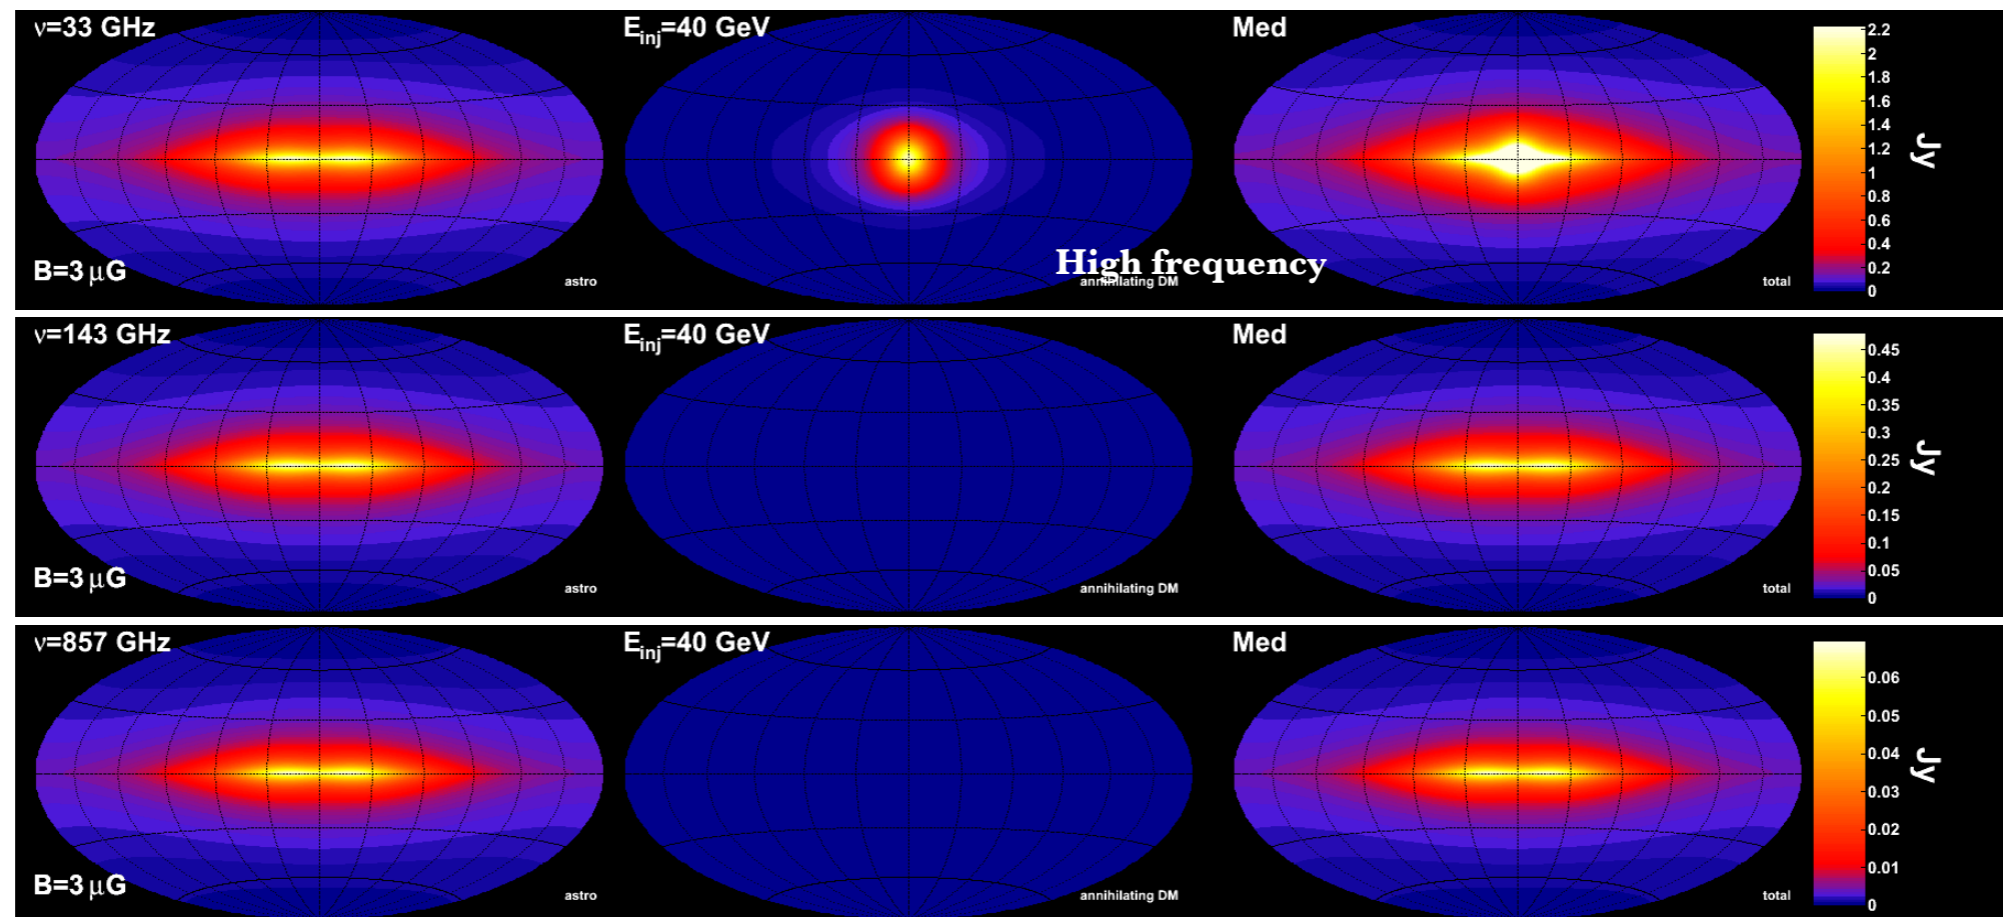 ν=33 GHz
E_inj=40 GeV
Med
B=3 μG
astro
High frequency
annihilating DM
total
2.2
2
1.8
1.6
1.4
1.2
1
0.8
0.6
0.4
0.2
0
Jy
ν=143 GHz
E_inj=40 GeV
Med
B=3 μG
astro
annihilating DM
total
0.45
0.4
0.35
0.3
0.25
0.2
0.15
0.1
0.05
0
Jy
ν=857 GHz
E_inj=40 GeV
Med
B=3 μG
astro
annihilating DM
total
0.06
0.05
0.04
0.03
0.02
0.01
0
Jy